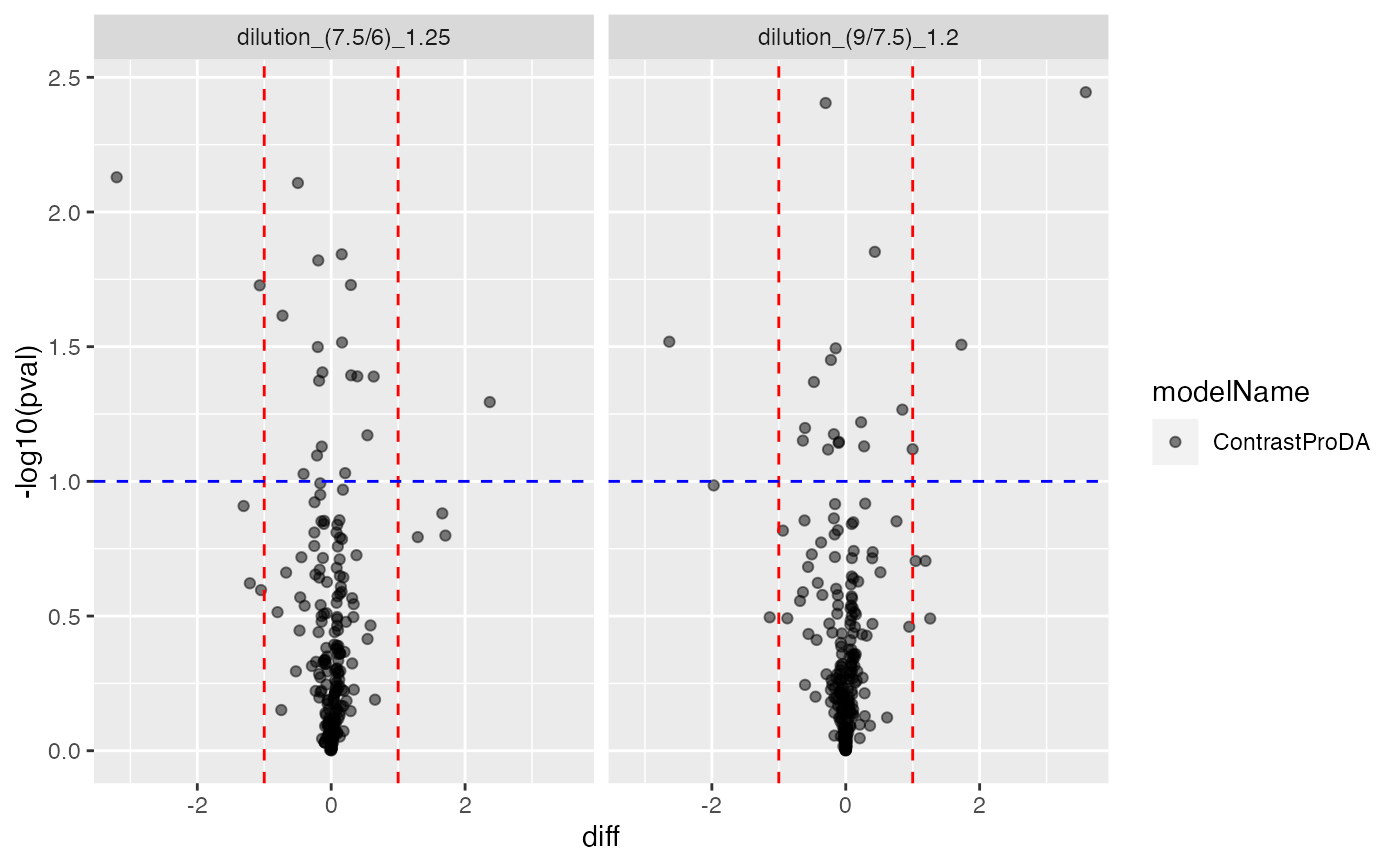 dilution_(7.5/6)_1.25
dilution_(9/7.5)_1.2
2.5
2.0
1.5
1.0
0.5
0.0
-log10(pval)
-2
0
2
-2
0
2
diff
modelName
ContrastProDA